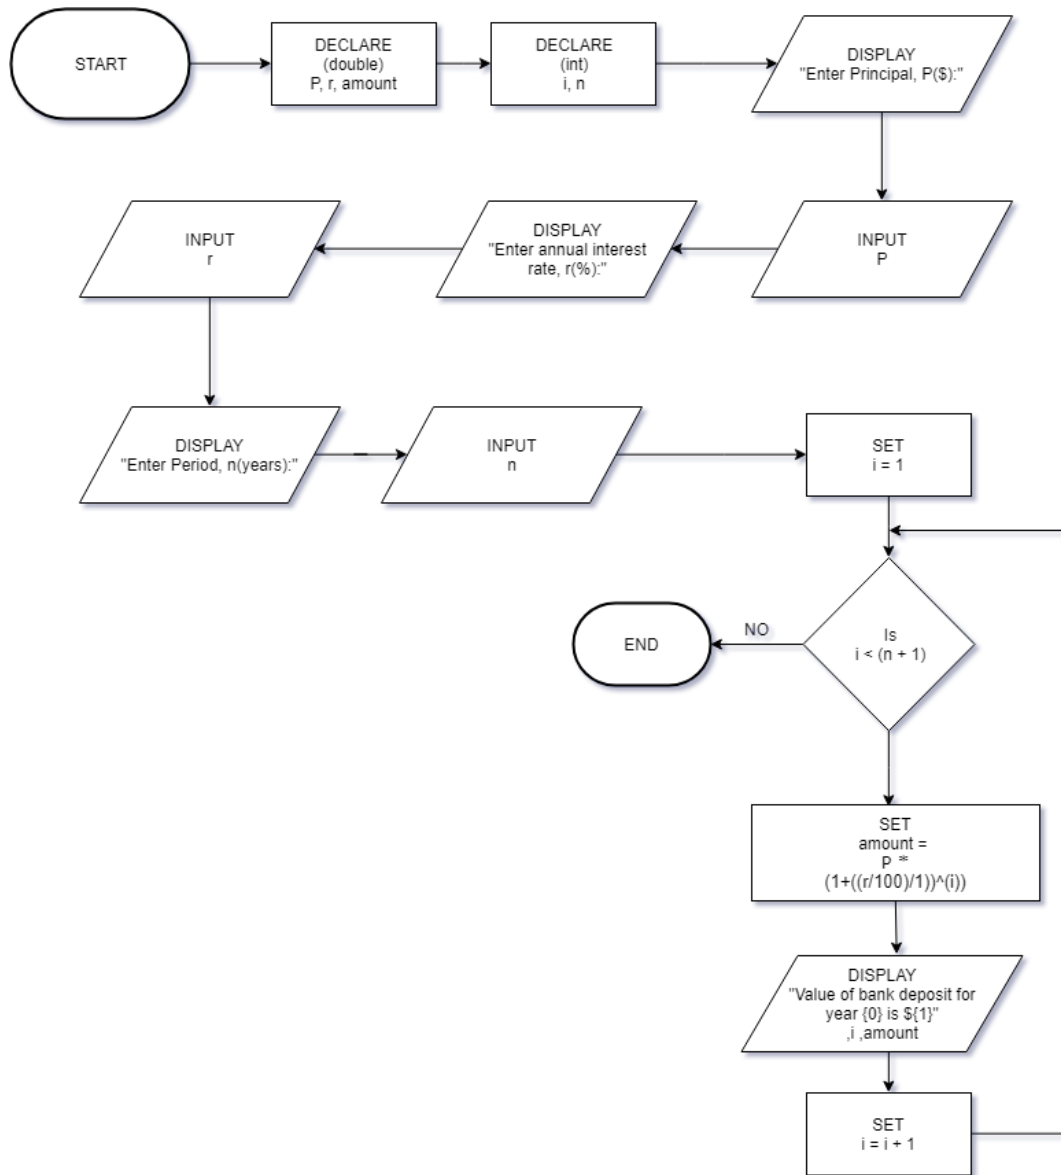 START
DECLARE
(double)
P, r, amount
DECLARE
(int)
i, n
DISPLAY
"Enter Principal, P($):"
INPUT
P
DISPLAY
"Enter annual interest
rate, r(%):"
INPUT
r
DISPLAY
"Enter Period, n(years):"
INPUT
n
SET
i = 1
Is
i < (n + 1)
NO
END
SET
amount =
P *
(1+((r/100)/1))^(i))
DISPLAY
"Value of bank deposit for
year {0} is ${1}"
,i ,amount
SET
i = i + 1